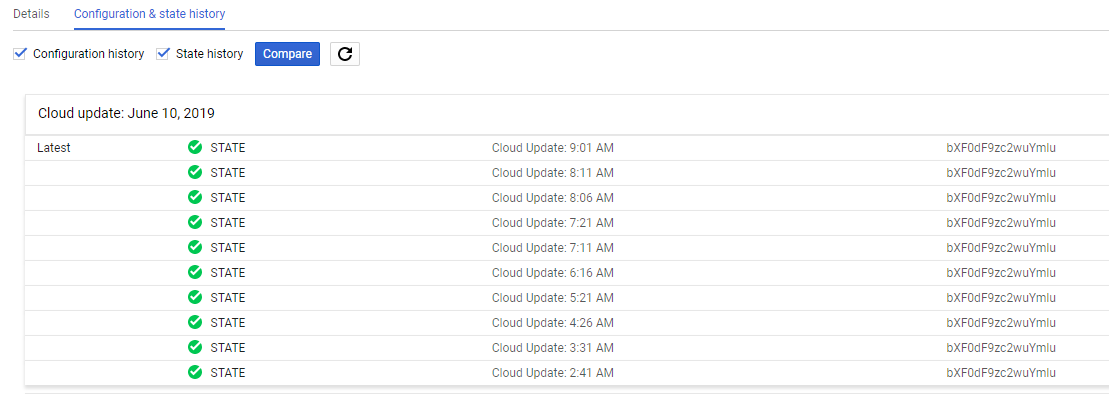 Details Configuration & state history
Configuration history State history Compare
Cloud update: June 10, 2019
Latest STATE Cloud Update: 9:01 AM bXF0dF9zc2wuYmlu
STATE Cloud Update: 8:11 AM bXF0dF9zc2wuYmlu
STATE Cloud Update: 8:06 AM bXF0dF9zc2wuYmlu
STATE Cloud Update: 7:21 AM bXF0dF9zc2wuYmlu
STATE Cloud Update: 7:11 AM bXF0dF9zc2wuYmlu
STATE Cloud Update: 6:16 AM bXF0dF9zc2wuYmlu
STATE Cloud Update: 5:21 AM bXF0dF9zc2wuYmlu
STATE Cloud Update: 4:26 AM bXF0dF9zc2wuYmlu
STATE Cloud Update: 3:31 AM bXF0dF9zc2wuYmlu
STATE Cloud Update: 2:41 AM bXF0dF9zc2wuYmlu